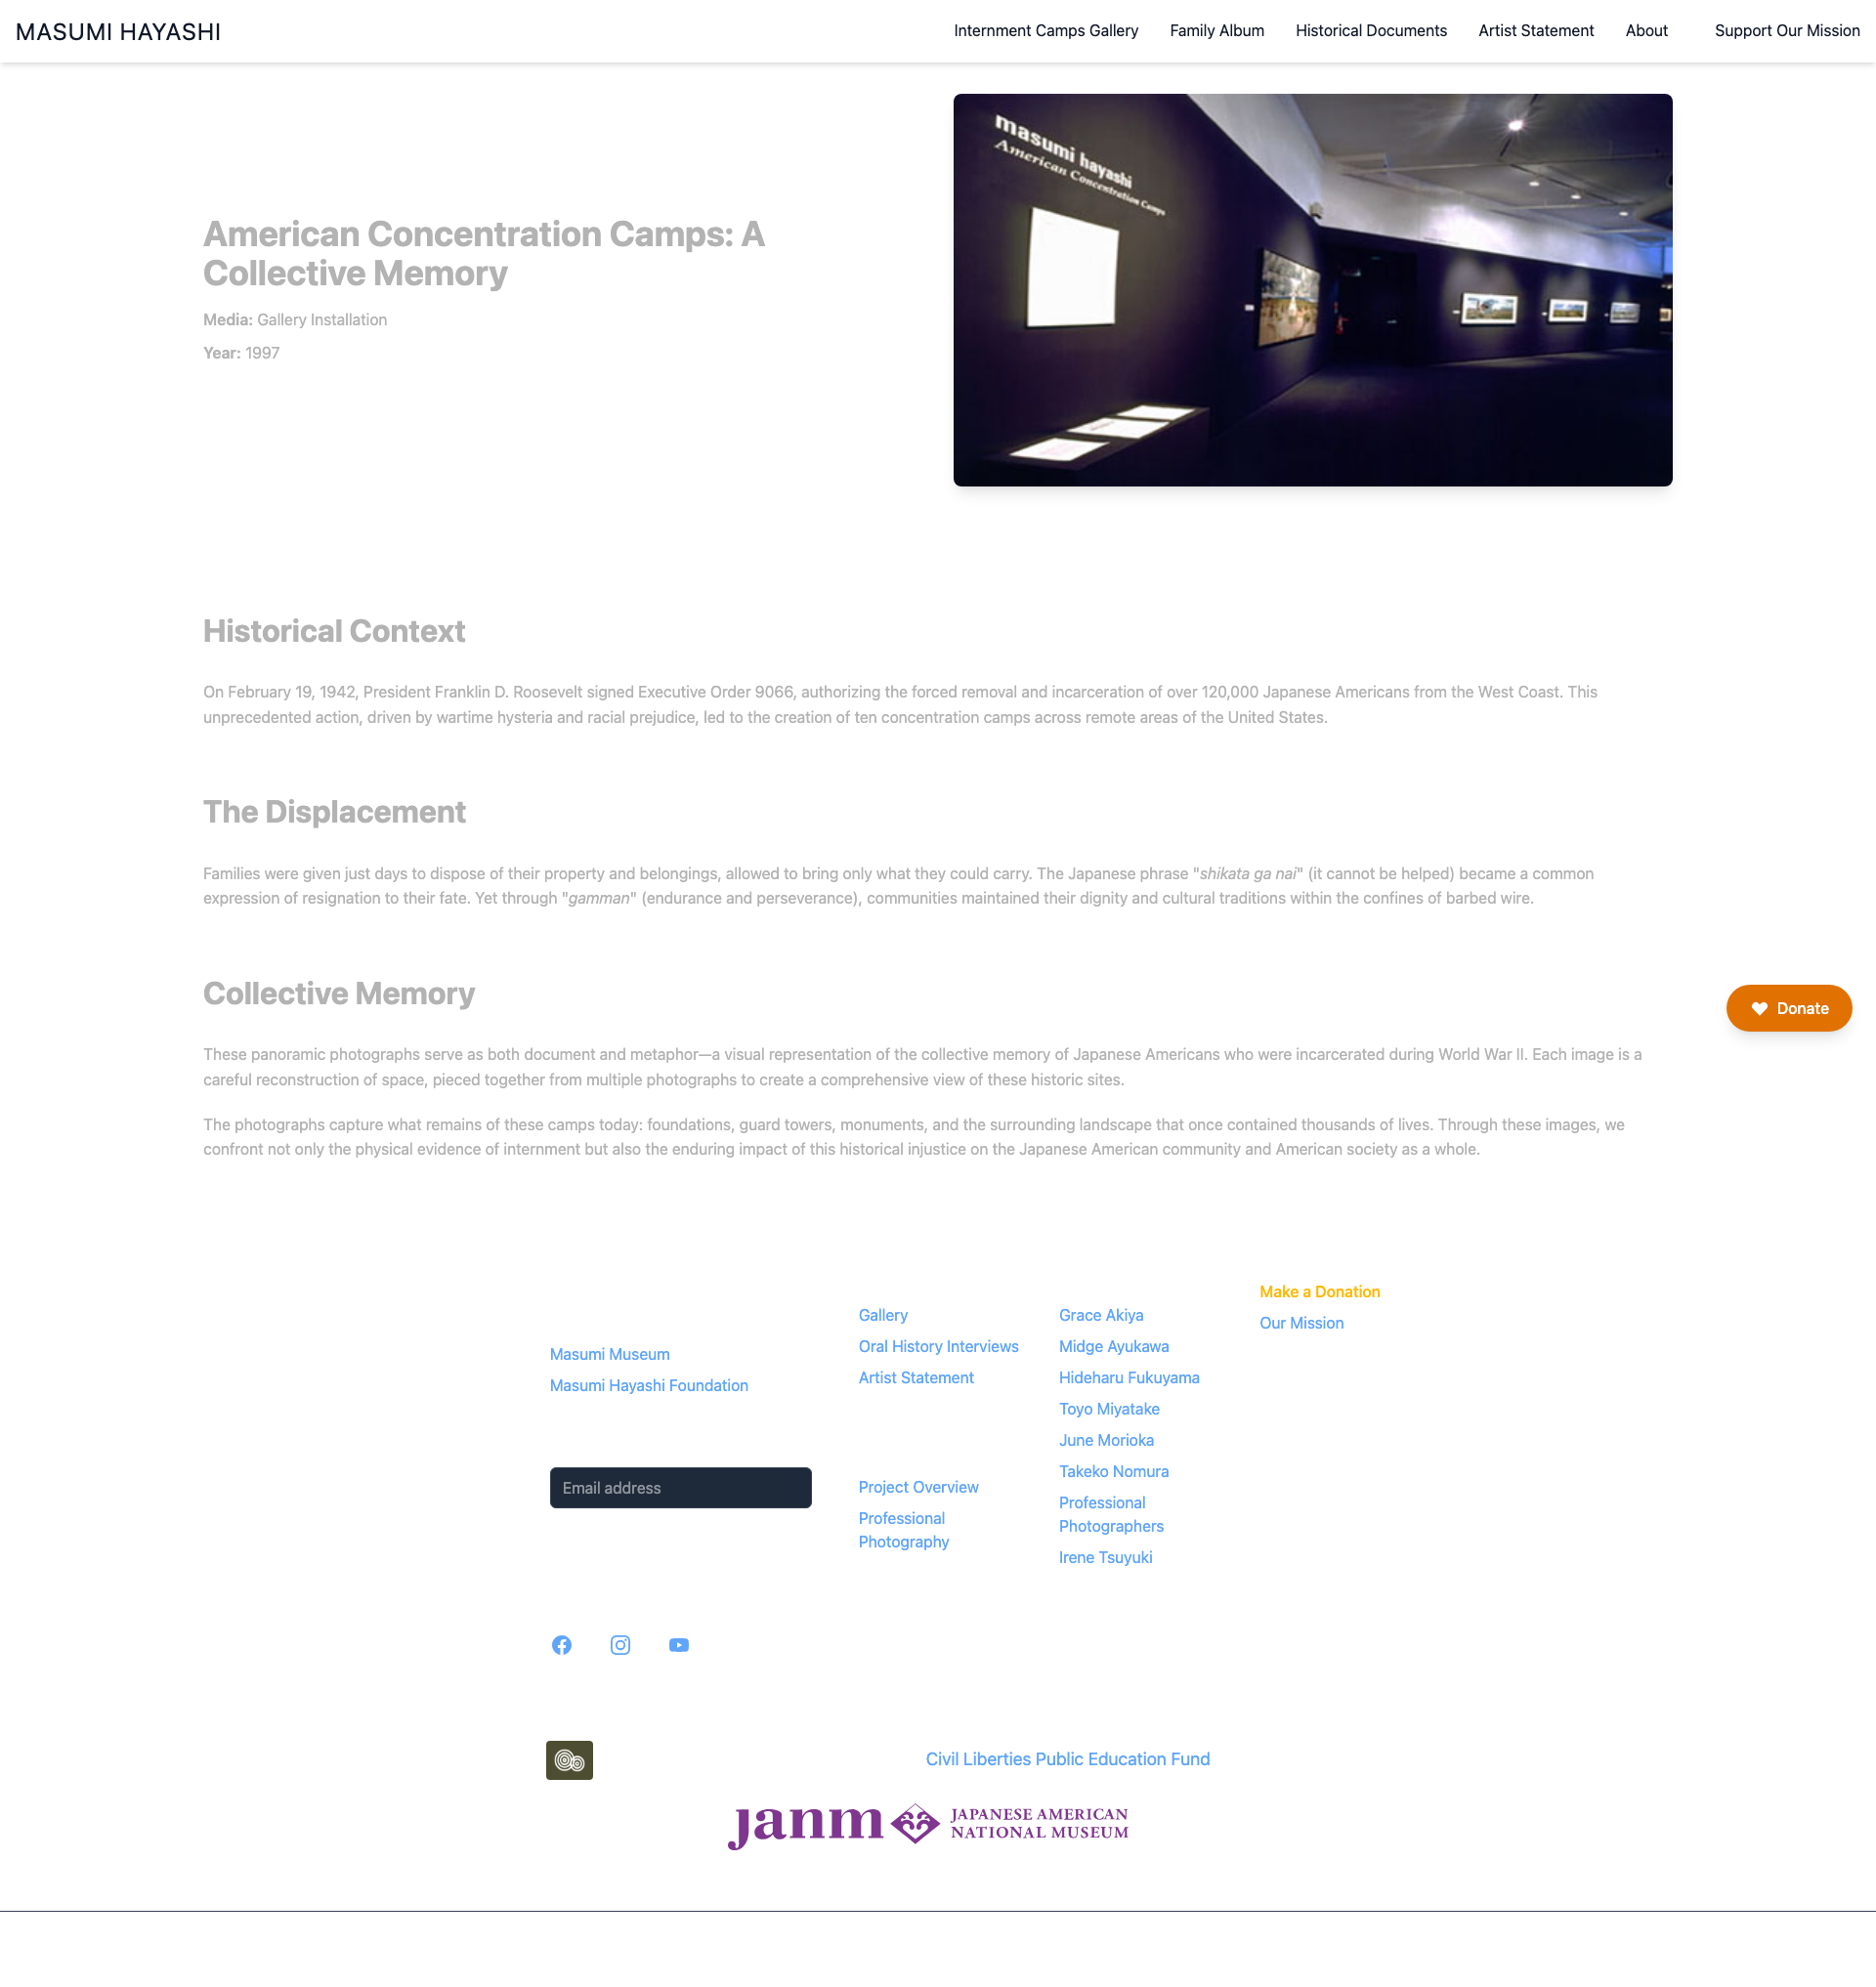 MASUMI HAYASHI
Internment Camps Gallery
Family Album
Historical Documents
Artist Statement
About
Support Our Mission
masumi hayashi
American Concentration Camps
American Concentration Camps: A
Collective Memory
Media: Gallery Installation
Year: 1997
Historical Context
On February 19, 1942, President Franklin D. Roosevelt signed Executive Order 9066, authorizing the forced removal and incarceration of over 120,000 Japanese Americans from the West Coast. This
unprecedented action, driven by wartime hysteria and racial prejudice, led to the creation of ten concentration camps across remote areas of the United States.
The Displacement
Families were given just days to dispose of their property and belongings, allowed to bring only what they could carry. The Japanese phrase "shikata ga nai" (it cannot be helped) became a common
expression of resignation to their fate. Yet through "gamman" (endurance and perseverance), communities maintained their dignity and cultural traditions within the confines of barbed wire.
Collective Memory
Donate
These panoramic photographs serve as both document and metaphor—a visual representation of the collective memory of Japanese Americans who were incarcerated during World War II. Each image is a
careful reconstruction of space, pieced together from multiple photographs to create a comprehensive view of these historic sites.
The photographs capture what remains of these camps today: foundations, guard towers, monuments, and the surrounding landscape that once contained thousands of lives. Through these images, we
confront not only the physical evidence of internment but also the enduring impact of this historical injustice on the Japanese American community and American society as a whole.
Masumi Museum
Masumi Hayashi Foundation
Email address
Gallery
Oral History Interviews
Artist Statement
Project Overview
Professional
Photography
Grace Akiya
Midge Ayukawa
Hideharu Fukuyama
Toyo Miyatake
June Morioka
Takeko Nomura
Professional
Photographers
Irene Tsuyuki
Make a Donation
Our Mission
Civil Liberties Public Education Fund
janm
JAPANESE AMERICAN
NATIONAL MUSEUM